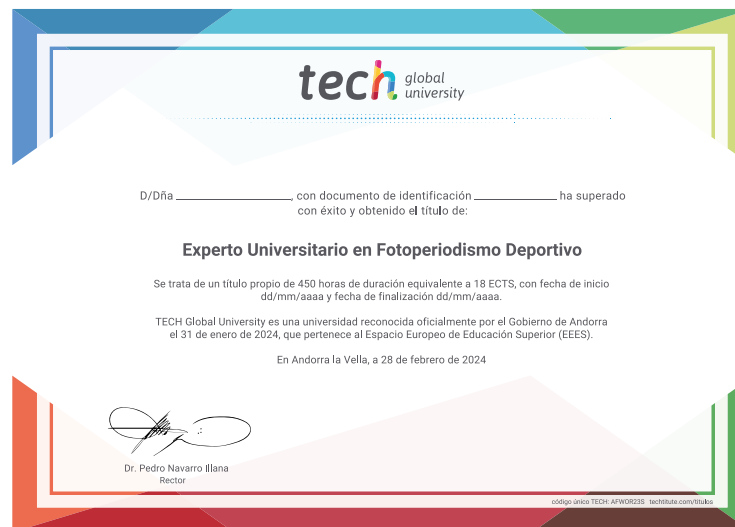 tech global
university
D/Dña ____________________, con documento de identificación ______________ ha superado
con éxito y obtenido el título de:
Experto Universitario en Fotoperiodismo Deportivo
Se trata de un título propio de 450 horas de duración equivalente a 18 ECTS, con fecha de inicio
dd/mm/aaaa y fecha de finalización dd/mm/aaaa.
TECH Global University es una universidad reconocida oficialmente por el Gobierno de Andorra
el 31 de enero de 2024, que pertenece al Espacio Europeo de Educación Superior (EEES).
En Andorra la Vella, a 28 de febrero de 2024
Dr. Pedro Navarro Illana
Rector
código único TECH: AFWOR23S techtitute.com/titulos